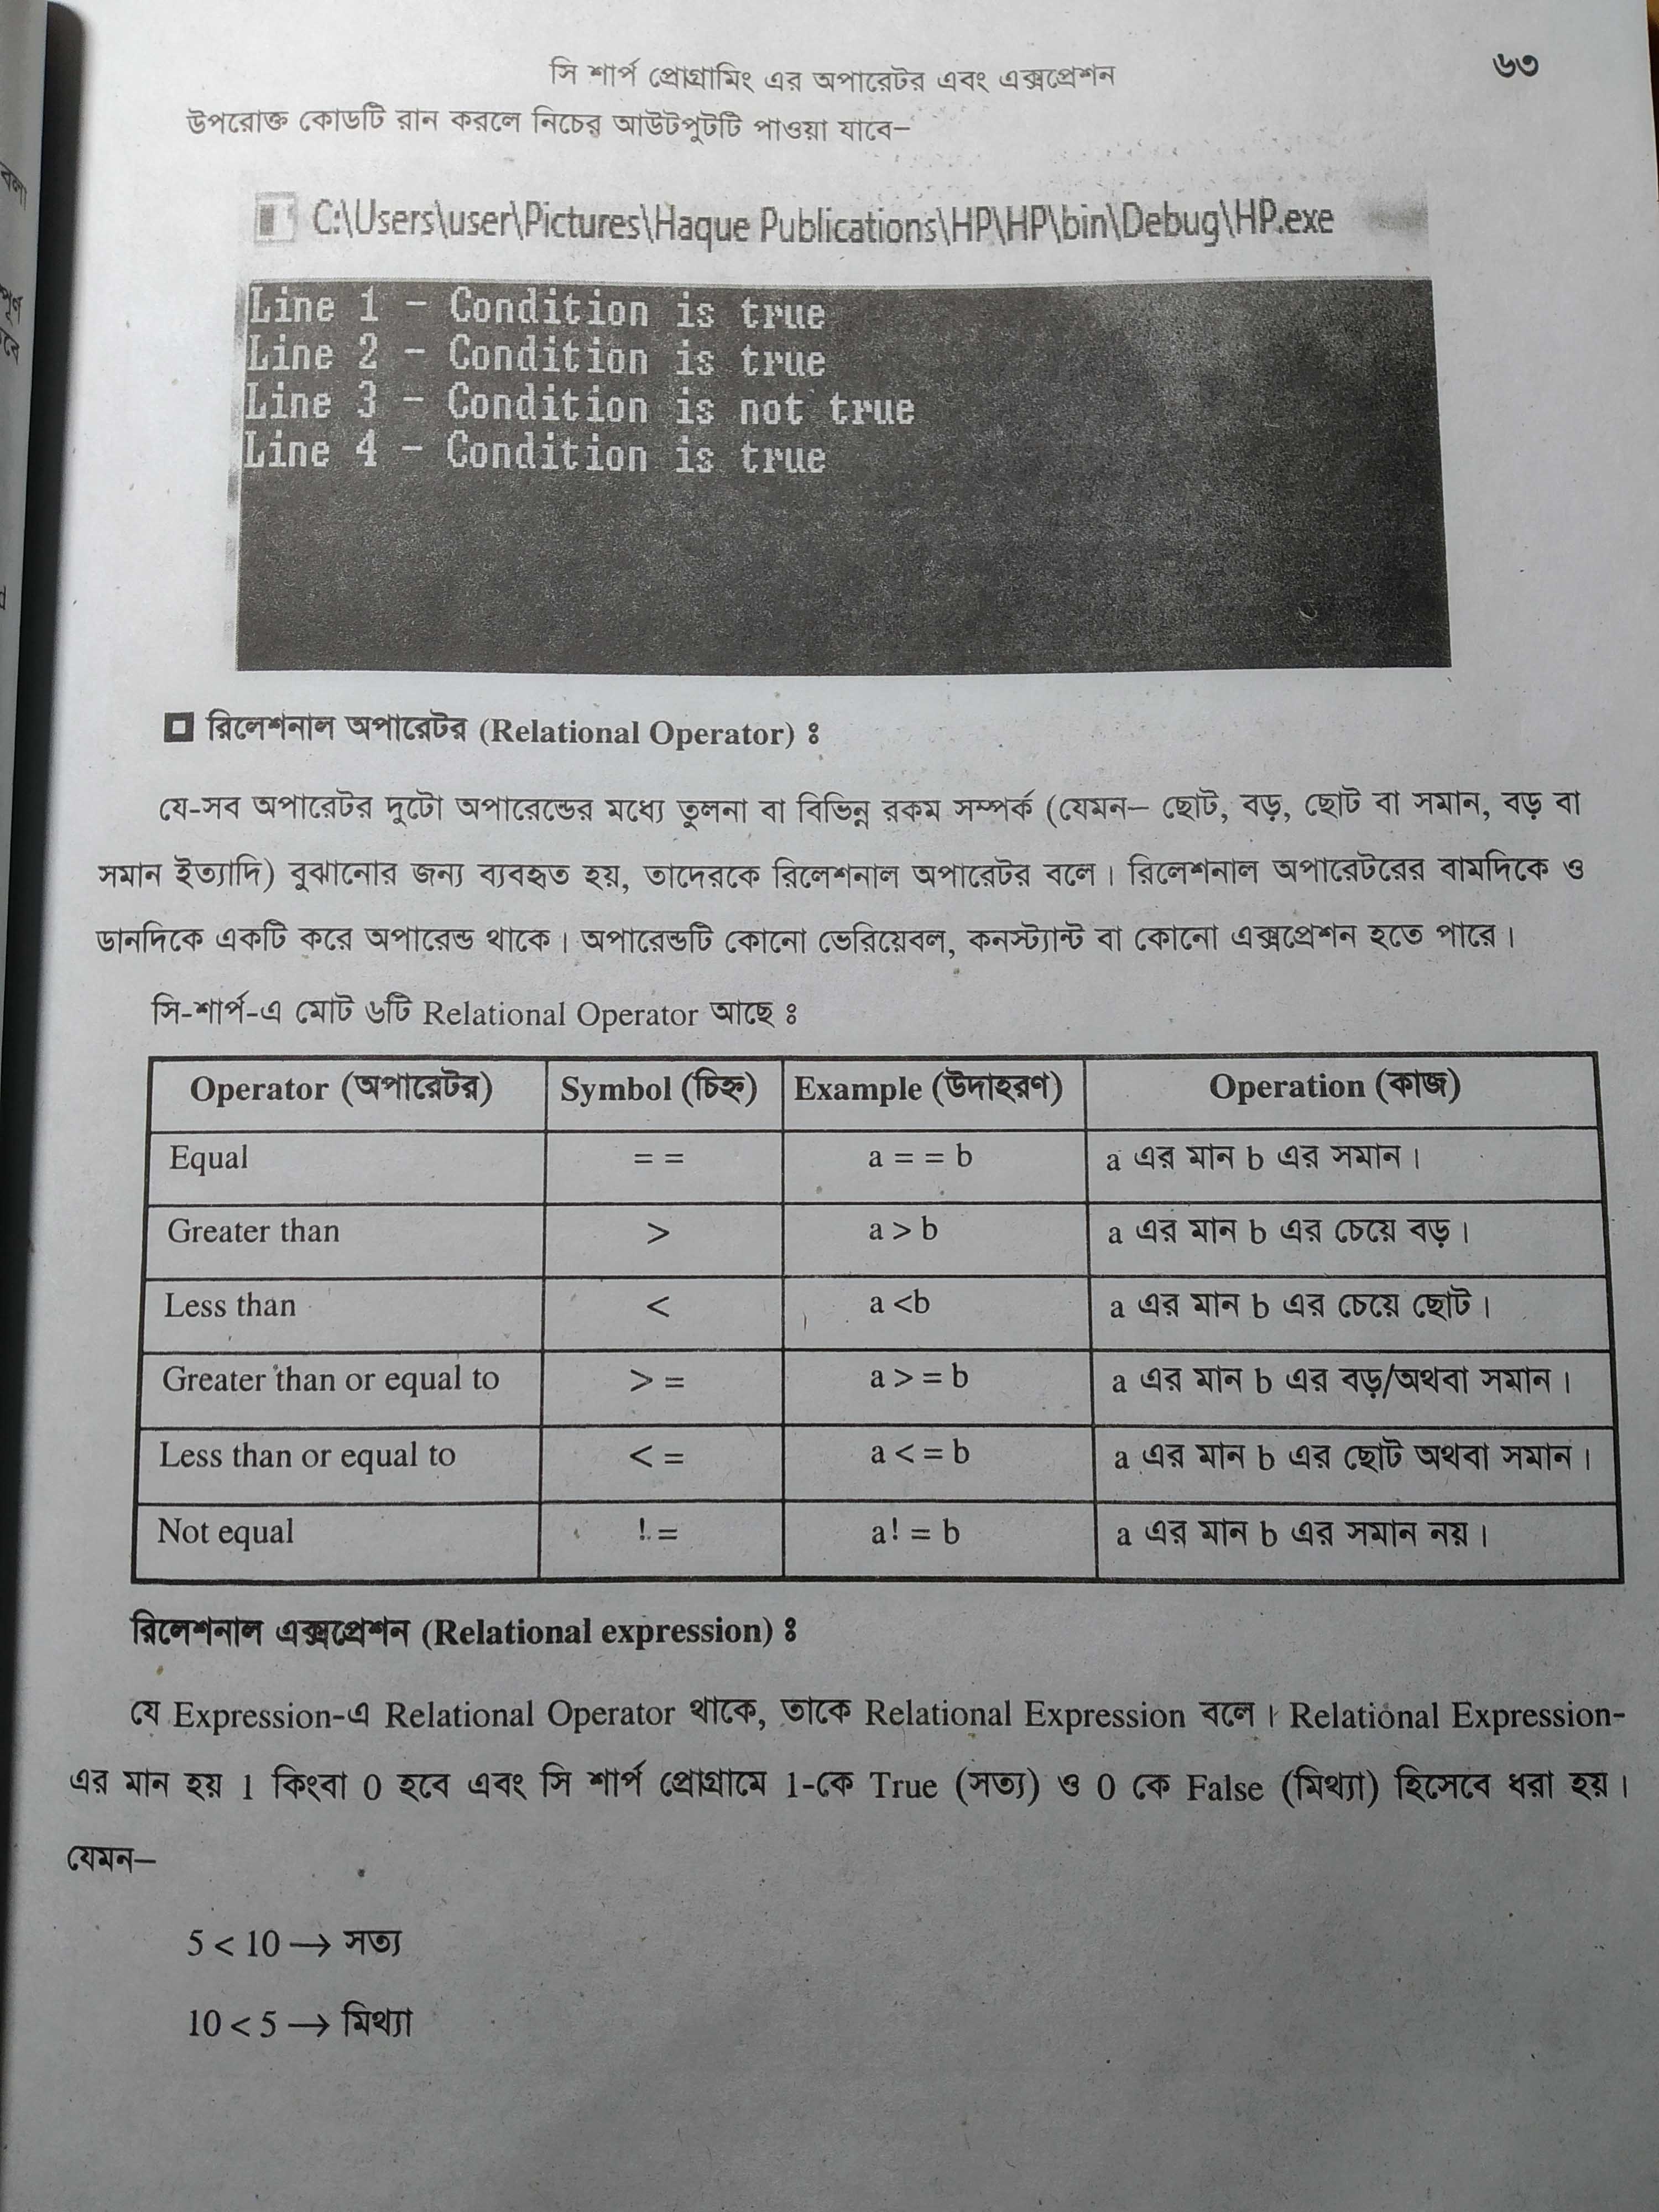 সি শার্প প্রোগ্রামিং এর অপারেটর এবং এক্সপ্রেশন ৬৩
উপরোক্ত কোডটি রান করলে নিচের আউটপুটটি পাওয়া যাবে–
C:\Users\user\Pictures\Haque Publications\HP\HP\bin\Debug\HP.exe
Line 1 - Condition is true
Line 2 - Condition is true
Line 3 - Condition is not true
Line 4 - Condition is true
রিলেশনাল অপারেটর (Relational Operator) ঃ
যে-সব অপারেটর দুটো অপারেন্ডের মধ্যে তুলনা বা বিভিন্ন রকম সম্পর্ক (যেমন– ছোট, বড়, ছোট বা সমান, বড় বা
সমান ইত্যাদি) বুঝানোর জন্য ব্যবহৃত হয়, তাদেরকে রিলেশনাল অপারেটর বলে। রিলেশনাল অপারেটরের বামদিকে ও
ডানদিকে একটি করে অপারেন্ড থাকে। অপারেন্ডটি কোনো ভেরিয়েবল, কনস্ট্যান্ট বা কোনো এক্সপ্রেশন হতে পারে।
সি-শার্প-এ মোট ৬টি Relational Operator আছে ঃ
Operator (অপারেটর) Symbol (চিহ্ন) Example (উদাহরণ) Operation (কাজ)
Equal = = a = = b a এর মান b এর সমান।
Greater than > a > b a এর মান b এর চেয়ে বড়।
Less than < a <b a এর মান b এর চেয়ে ছোট।
Greater than or equal to > = a > = b a এর মান b এর বড়/অথবা সমান।
Less than or equal to < = a < = b a এর মান b এর ছোট অথবা সমান।
Not equal ! = a! = b a এর মান b এর সমান নয়।
রিলেশনাল এক্সপ্রেশন (Relational expression) ঃ
যে Expression-এ Relational Operator থাকে, তাকে Relational Expression বলে। Relational Expression-
এর মান হয় 1 কিংবা 0 হবে এবং সি শার্প প্রোগ্রামে 1-কে True (সত্য) ও 0 কে False (মিথ্যা) হিসেবে ধরা হয়।
যেমন–
5 < 10 → সত্য
10 < 5 → মিথ্যা